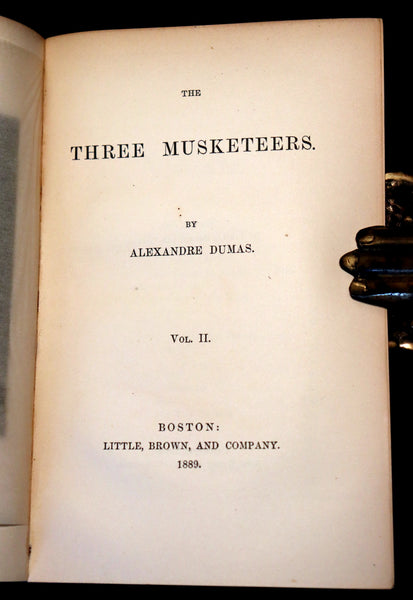 THE
THREE MUSKETEERS.
BY
ALEXANDRE DUMAS.
VOL. II.
BOSTON:
LITTLE, BROWN, AND COMPANY.
1889.